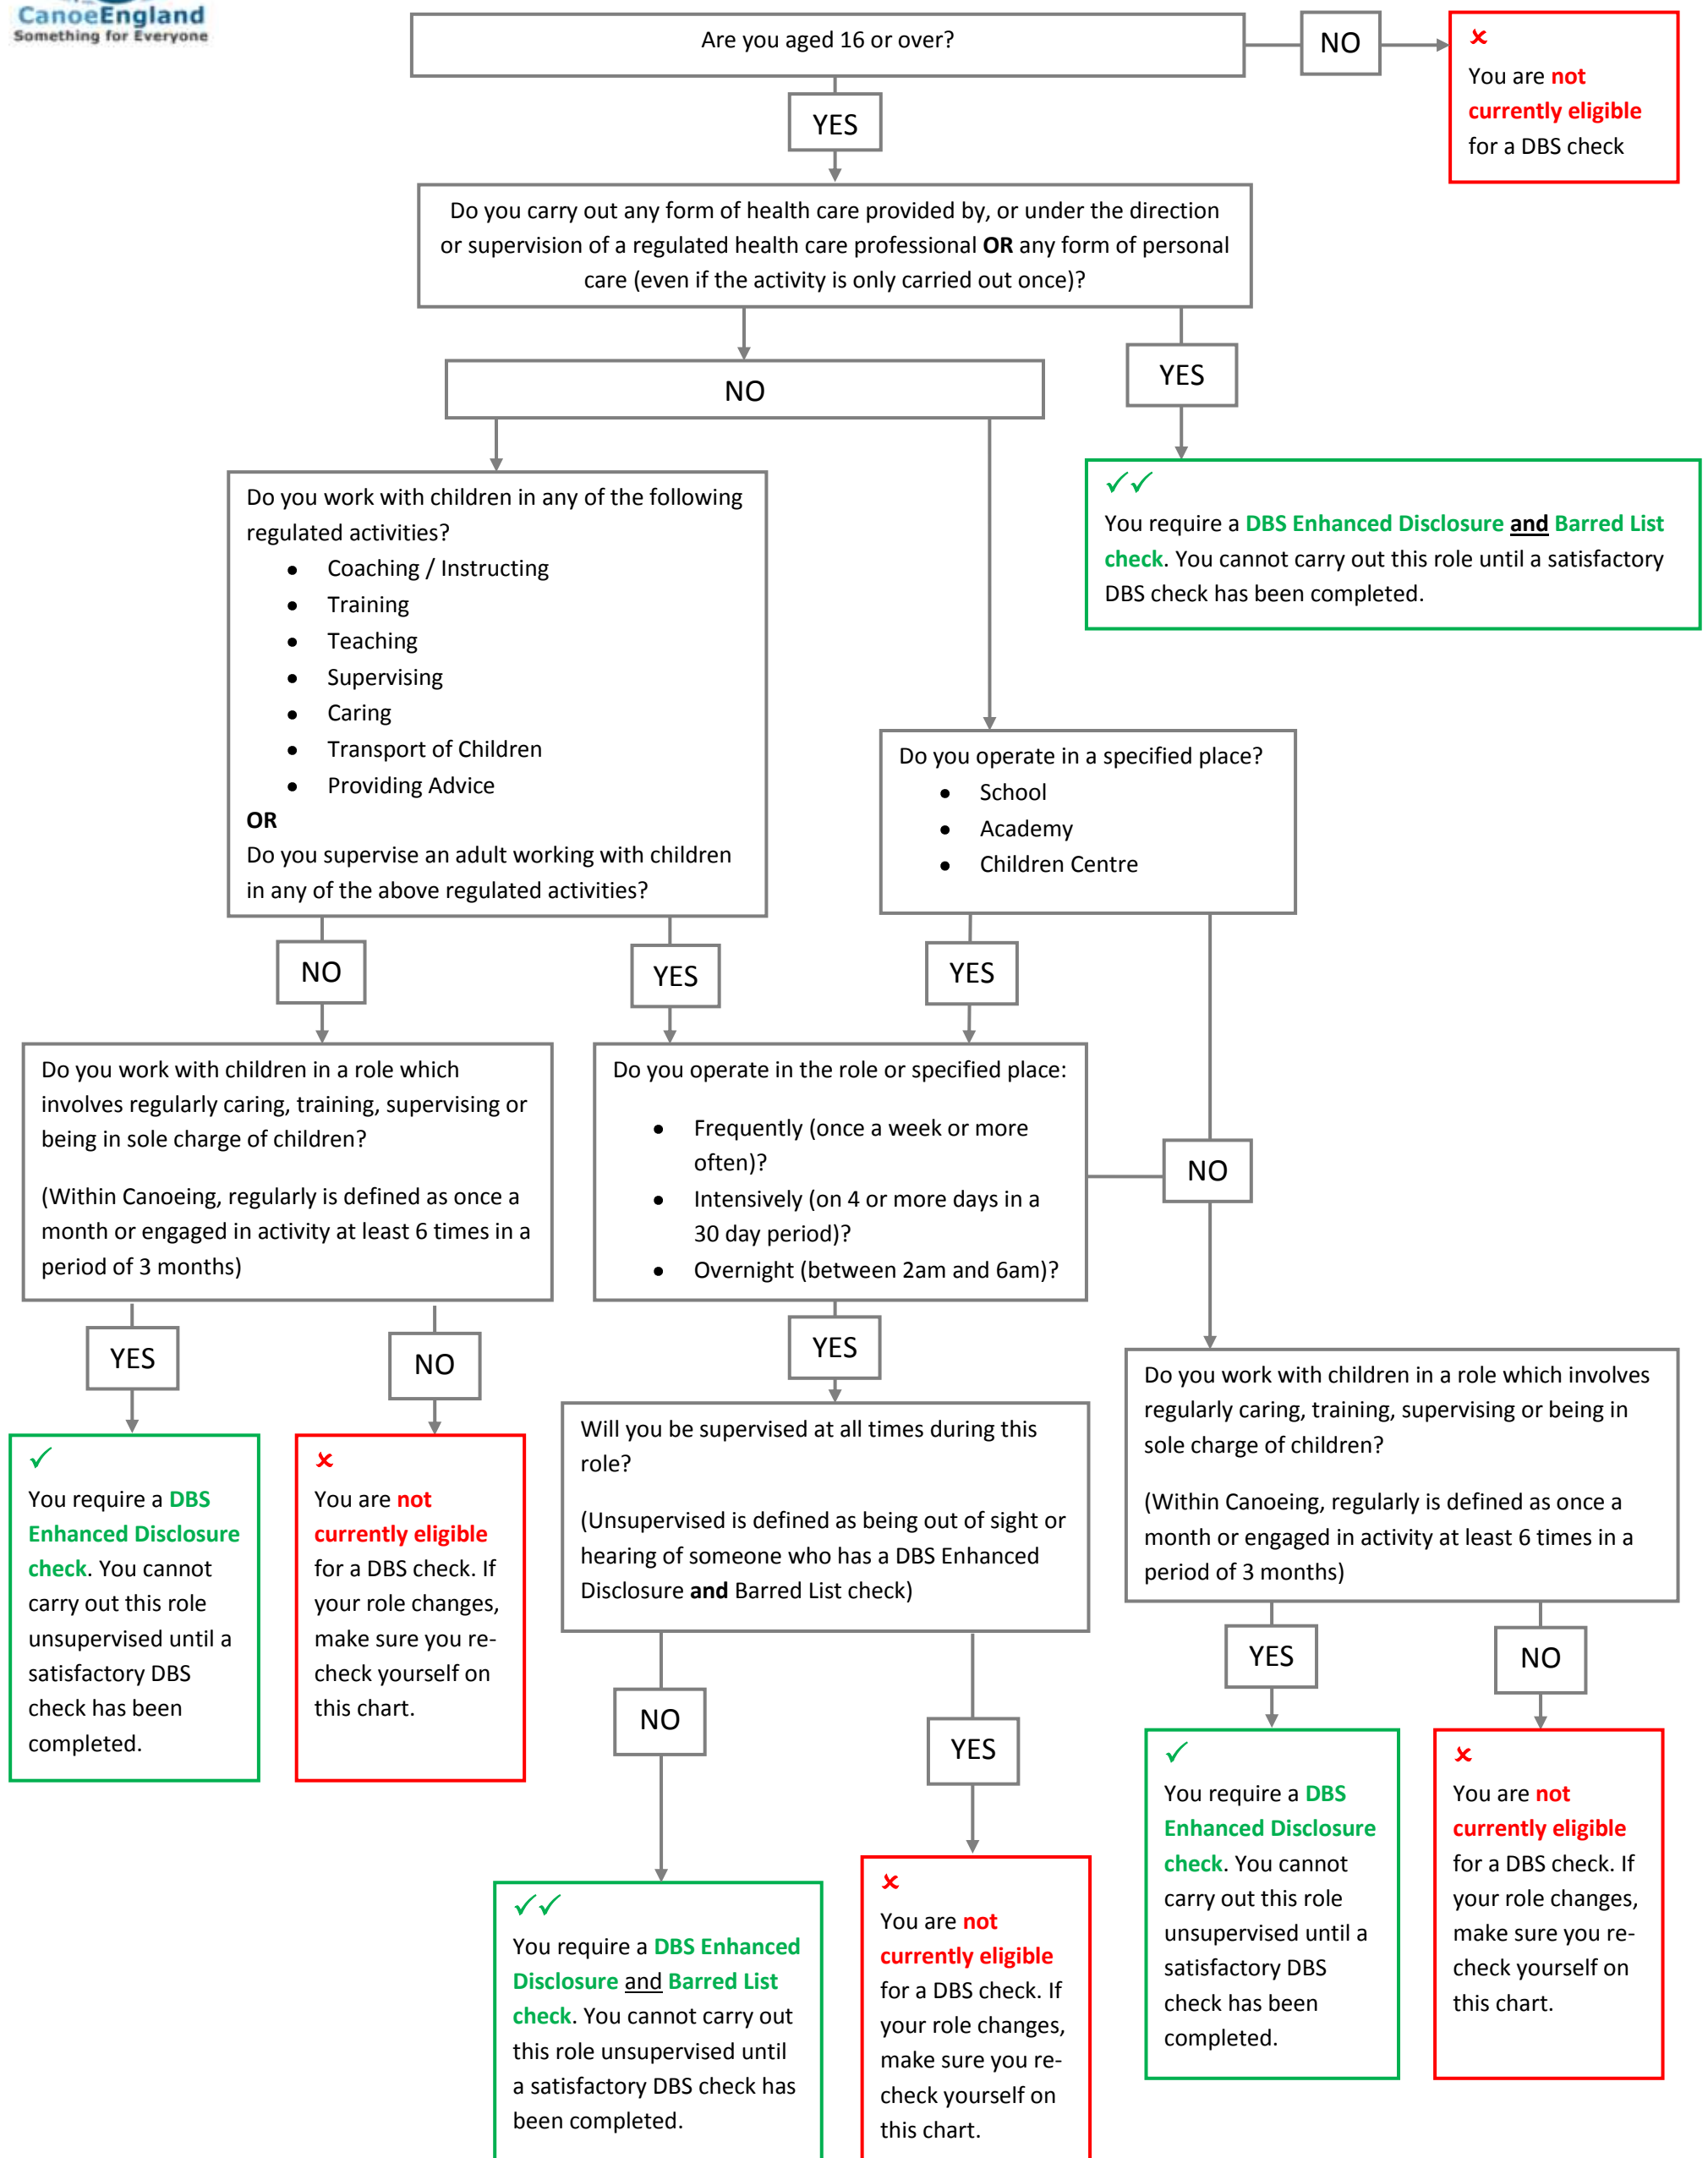 CanoeEngland
Something for Everyone
Are you aged 16 or over?
NO
✘
You are not
currently eligible
for a DBS check
YES
Do you carry out any form of health care provided by, or under the direction
or supervision of a regulated health care professional OR any form of personal
care (even if the activity is only carried out once)?
NO
YES
✓✓
You require a DBS Enhanced Disclosure and Barred List
check. You cannot carry out this role until a satisfactory
DBS check has been completed.
Do you work with children in any of the following
regulated activities?
• Coaching / Instructing
• Training
• Teaching
• Supervising
• Caring
• Transport of Children
• Providing Advice
OR
Do you supervise an adult working with children
in any of the above regulated activities?
Do you operate in a specified place?
• School
• Academy
• Children Centre
NO
YES
YES
Do you work with children in a role which
involves regularly caring, training, supervising or
being in sole charge of children?
(Within Canoeing, regularly is defined as once a
month or engaged in activity at least 6 times in a
period of 3 months)
Do you operate in the role or specified place:
• Frequently (once a week or more
often)?
• Intensively (on 4 or more days in a
30 day period)?
• Overnight (between 2am and 6am)?
NO
YES
NO
YES
✓
You require a DBS
Enhanced Disclosure
check. You cannot
carry out this role
unsupervised until a
satisfactory DBS
check has been
completed.
✘
You are not
currently eligible
for a DBS check. If
your role changes,
make sure you re-
check yourself on
this chart.
Will you be supervised at all times during this
role?
(Unsupervised is defined as being out of sight or
hearing of someone who has a DBS Enhanced
Disclosure and Barred List check)
Do you work with children in a role which involves
regularly caring, training, supervising or being in
sole charge of children?
(Within Canoeing, regularly is defined as once a
month or engaged in activity at least 6 times in a
period of 3 months)
NO
YES
YES
NO
✓✓
You require a DBS Enhanced
Disclosure and Barred List
check. You cannot carry out
this role unsupervised until
a satisfactory DBS check has
been completed.
✘
You are not
currently eligible
for a DBS check. If
your role changes,
make sure you re-
check yourself on
this chart.
✓
You require a DBS
Enhanced Disclosure
check. You cannot
carry out this role
unsupervised until a
satisfactory DBS
check has been
completed.
✘
You are not
currently eligible
for a DBS check. If
your role changes,
make sure you re-
check yourself on
this chart.